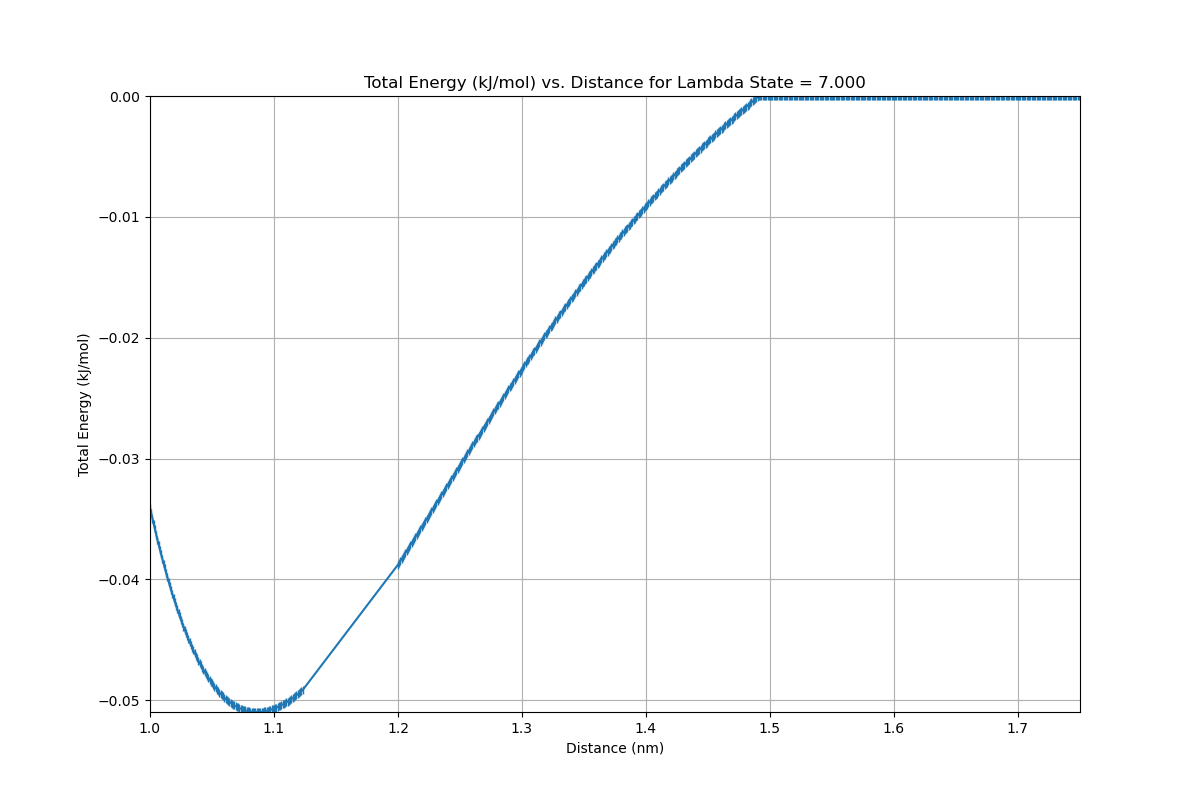 Total Energy (kJ/mol) vs. Distance for Lambda State = 7.000
Total Energy (kJ/mol)
0.00
−0.01
−0.02
−0.03
−0.04
−0.05
1.0 1.1 1.2 1.3 1.4 1.5 1.6 1.7
Distance (nm)